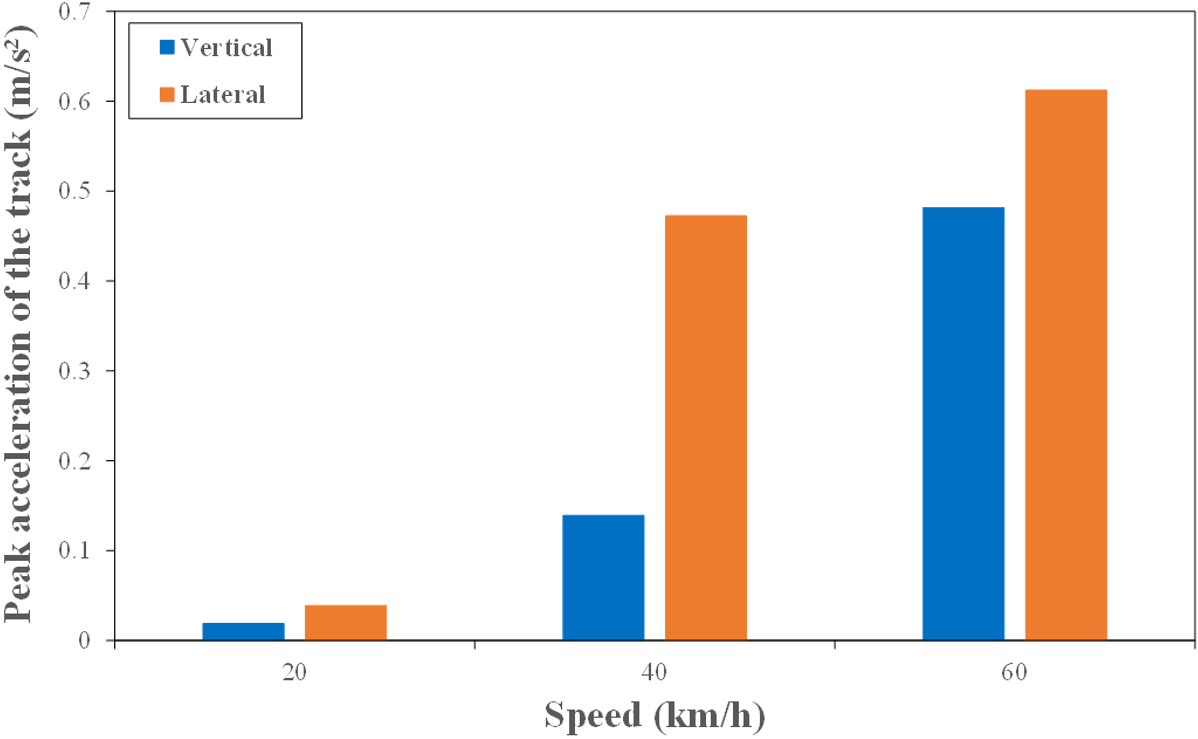 Peak acceleration of the track (m/s²)
0.7
0.6
0.5
0.4
0.3
0.2
0.1
0
Vertical
Lateral
20
40
60
Speed (km/h)